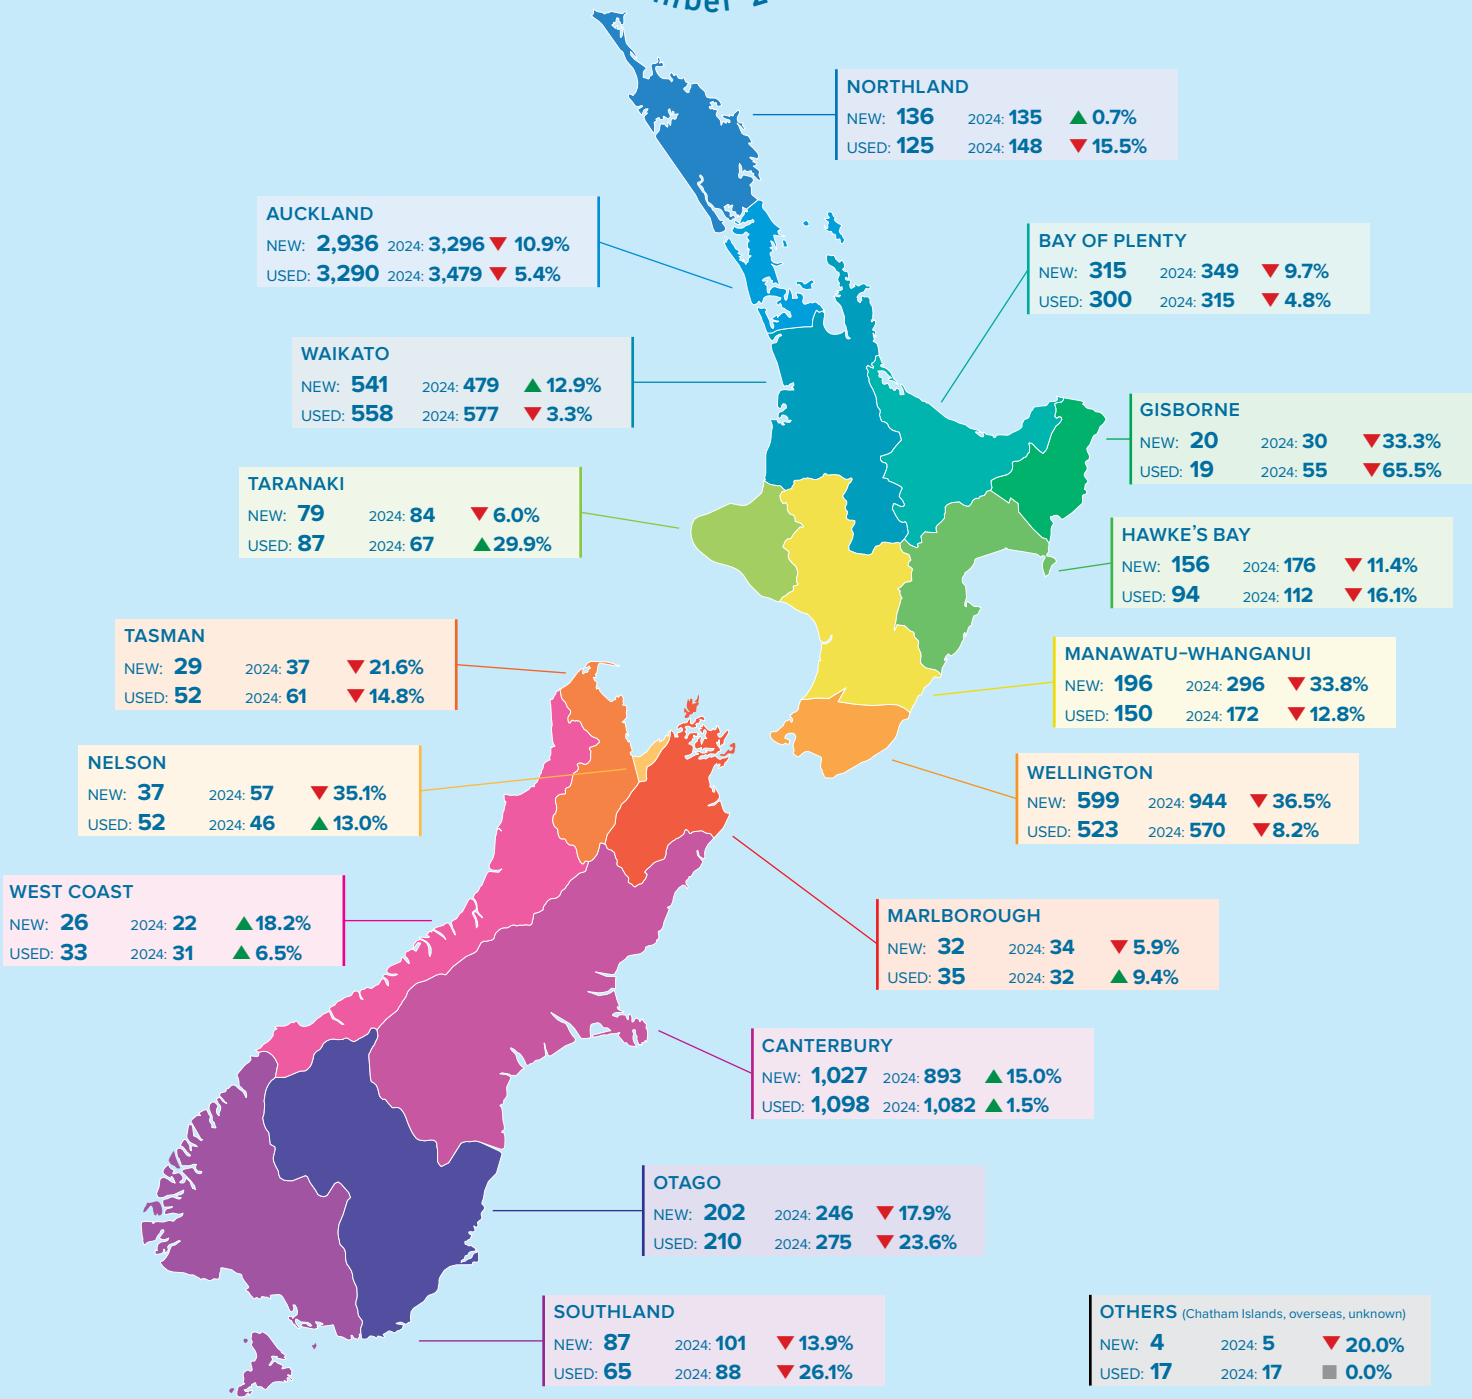 NORTHLAND
NEW: 136 2024: 135 ▲ 0.7%
USED: 125 2024: 148 ▼ 15.5%
AUCKLAND
NEW: 2,936 2024: 3,296 ▼ 10.9%
USED: 3,290 2024: 3,479 ▼ 5.4%
BAY OF PLENTY
NEW: 315 2024: 349 ▼ 9.7%
USED: 300 2024: 315 ▼ 4.8%
WAIKATO
NEW: 541 2024: 479 ▲ 12.9%
USED: 558 2024: 577 ▼ 3.3%
GISBORNE
NEW: 20 2024: 30 ▼ 33.3%
USED: 19 2024: 55 ▼ 65.5%
TARANAKI
NEW: 79 2024: 84 ▼ 6.0%
USED: 87 2024: 67 ▲ 29.9%
HAWKE'S BAY
NEW: 156 2024: 176 ▼ 11.4%
USED: 94 2024: 112 ▼ 16.1%
TASMAN
NEW: 29 2024: 37 ▼ 21.6%
USED: 52 2024: 61 ▼ 14.8%
MANAWATU-WHANGANUI
NEW: 196 2024: 296 ▼ 33.8%
USED: 150 2024: 172 ▼ 12.8%
NELSON
NEW: 37 2024: 57 ▼ 35.1%
USED: 52 2024: 46 ▲ 13.0%
WELLINGTON
NEW: 599 2024: 944 ▼ 36.5%
USED: 523 2024: 570 ▼ 8.2%
WEST COAST
NEW: 26 2024: 22 ▲ 18.2%
USED: 33 2024: 31 ▲ 6.5%
MARLBOROUGH
NEW: 32 2024: 34 ▼ 5.9%
USED: 35 2024: 32 ▲ 9.4%
CANTERBURY
NEW: 1,027 2024: 893 ▲ 15.0%
USED: 1,098 2024: 1,082 ▲ 1.5%
OTAGO
NEW: 202 2024: 246 ▼ 17.9%
USED: 210 2024: 275 ▼ 23.6%
SOUTHLAND
NEW: 87 2024: 101 ▼ 13.9%
USED: 65 2024: 88 ▼ 26.1%
OTHERS (Chatham Islands, overseas, unknown)
NEW: 4 2024: 5 ▼ 20.0%
USED: 17 2024: 17 ■ 0.0%